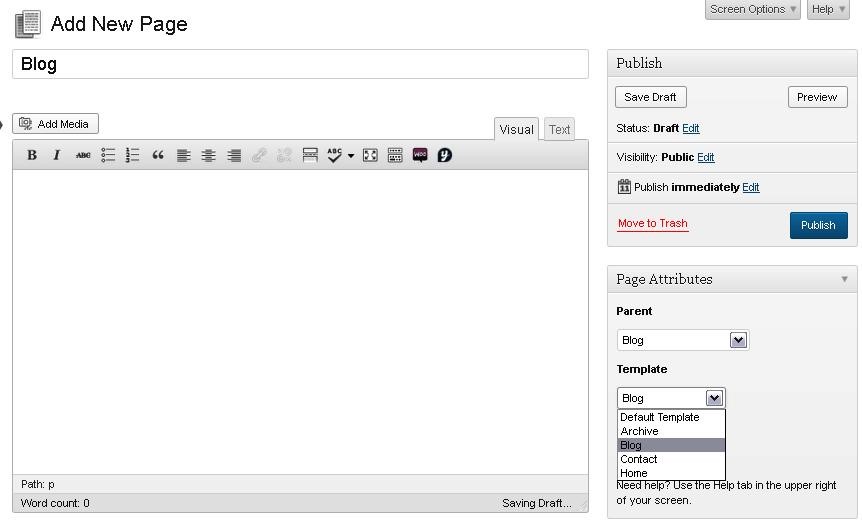 Screen Options
Help
Add New Page
Blog
Add Media
Visual
Text
B
I
ABC
ABC
WOO
Path: p
Word count: 0
Saving Draft...
Publish
Save Draft
Preview
Status: Draft Edit
Visibility: Public Edit
11 Publish immediately Edit
Move to Trash
Publish
Page Attributes
Parent
Blog
Template
Blog
Default Template
Archive
Blog
Contact
Home
Need help? Use the Help tab in the upper right
of your screen.